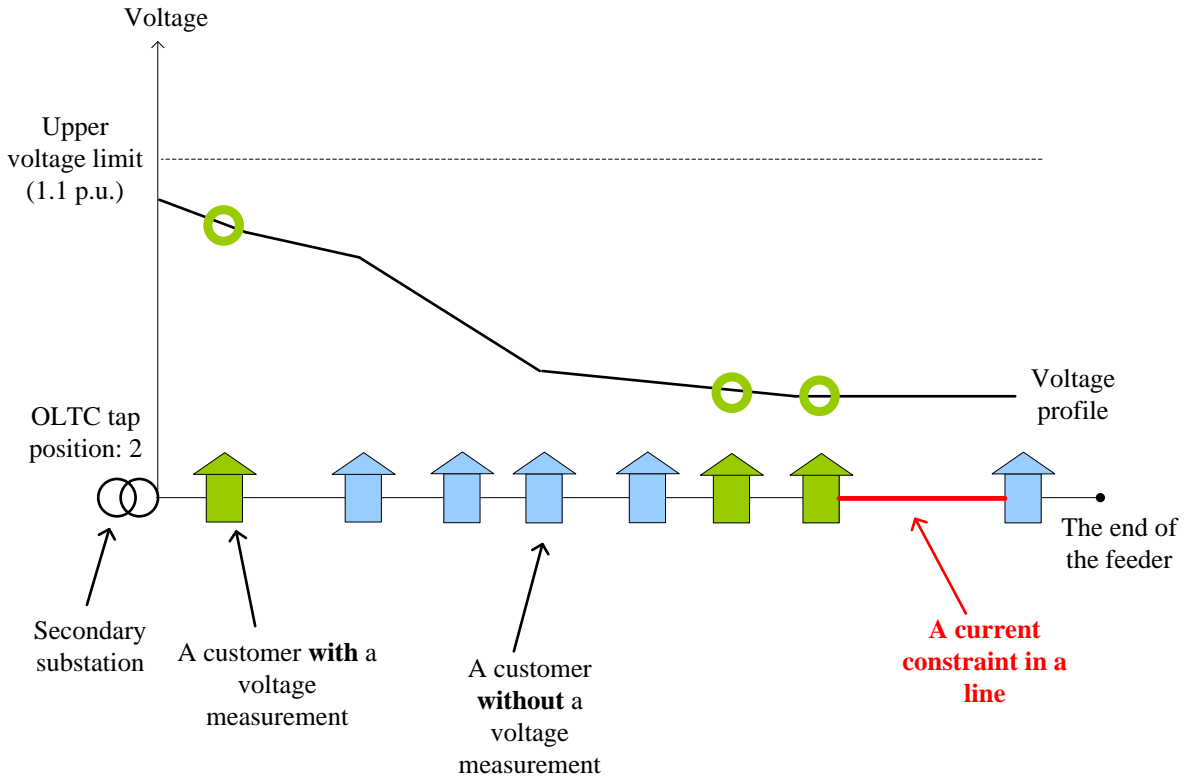 Voltage
Upper
voltage limit
(1.1 p.u.)
Voltage
profile
OLTC tap
position: 2
The end of
the feeder
Secondary
substation
A customer with a
voltage
measurement
A customer
without a
voltage
measurement
A current
constraint in a
line